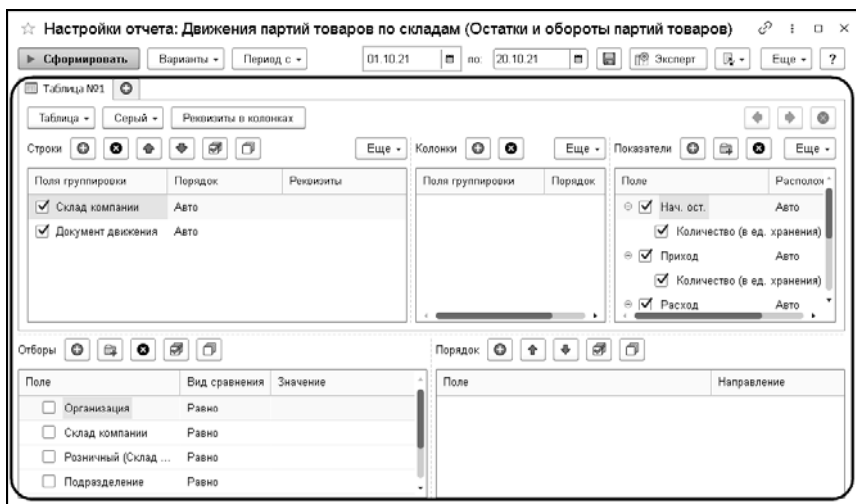 Настройки отчета: Движения партий товаров по складам (Остатки и обороты партий товаров)
Сформировать Варианты Период с 01.10.21 по: 20.10.21 Эксперт Еще ?
Таблица №1
Таблица Серый Реквизиты в колонках
Строки Еще Колонки Еще Показатели Еще
Поля группировки Порядок Реквизиты Поля группировки Порядок Поле Располож
Склад компании Авто Нач. ост. Авто
Документ движения Авто Количество (в ед. хранения)
Приход Авто
Количество (в ед. хранения)
Расход Авто
Отборы Порядок
Поле Вид сравнения Значение Поле Направление
Организация Равно
Склад компании Равно
Розничный (Склад ... Равно
Подразделение Равно